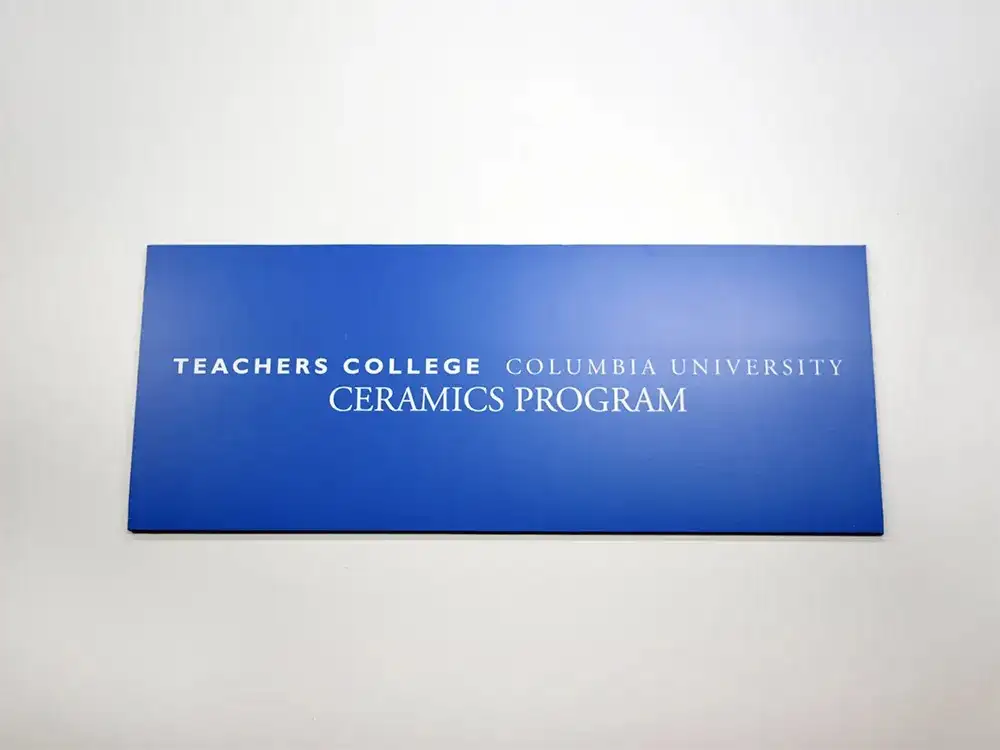 TEACHERS COLLEGE COLUMBIA UNIVERSITY
CERAMICS PROGRAM